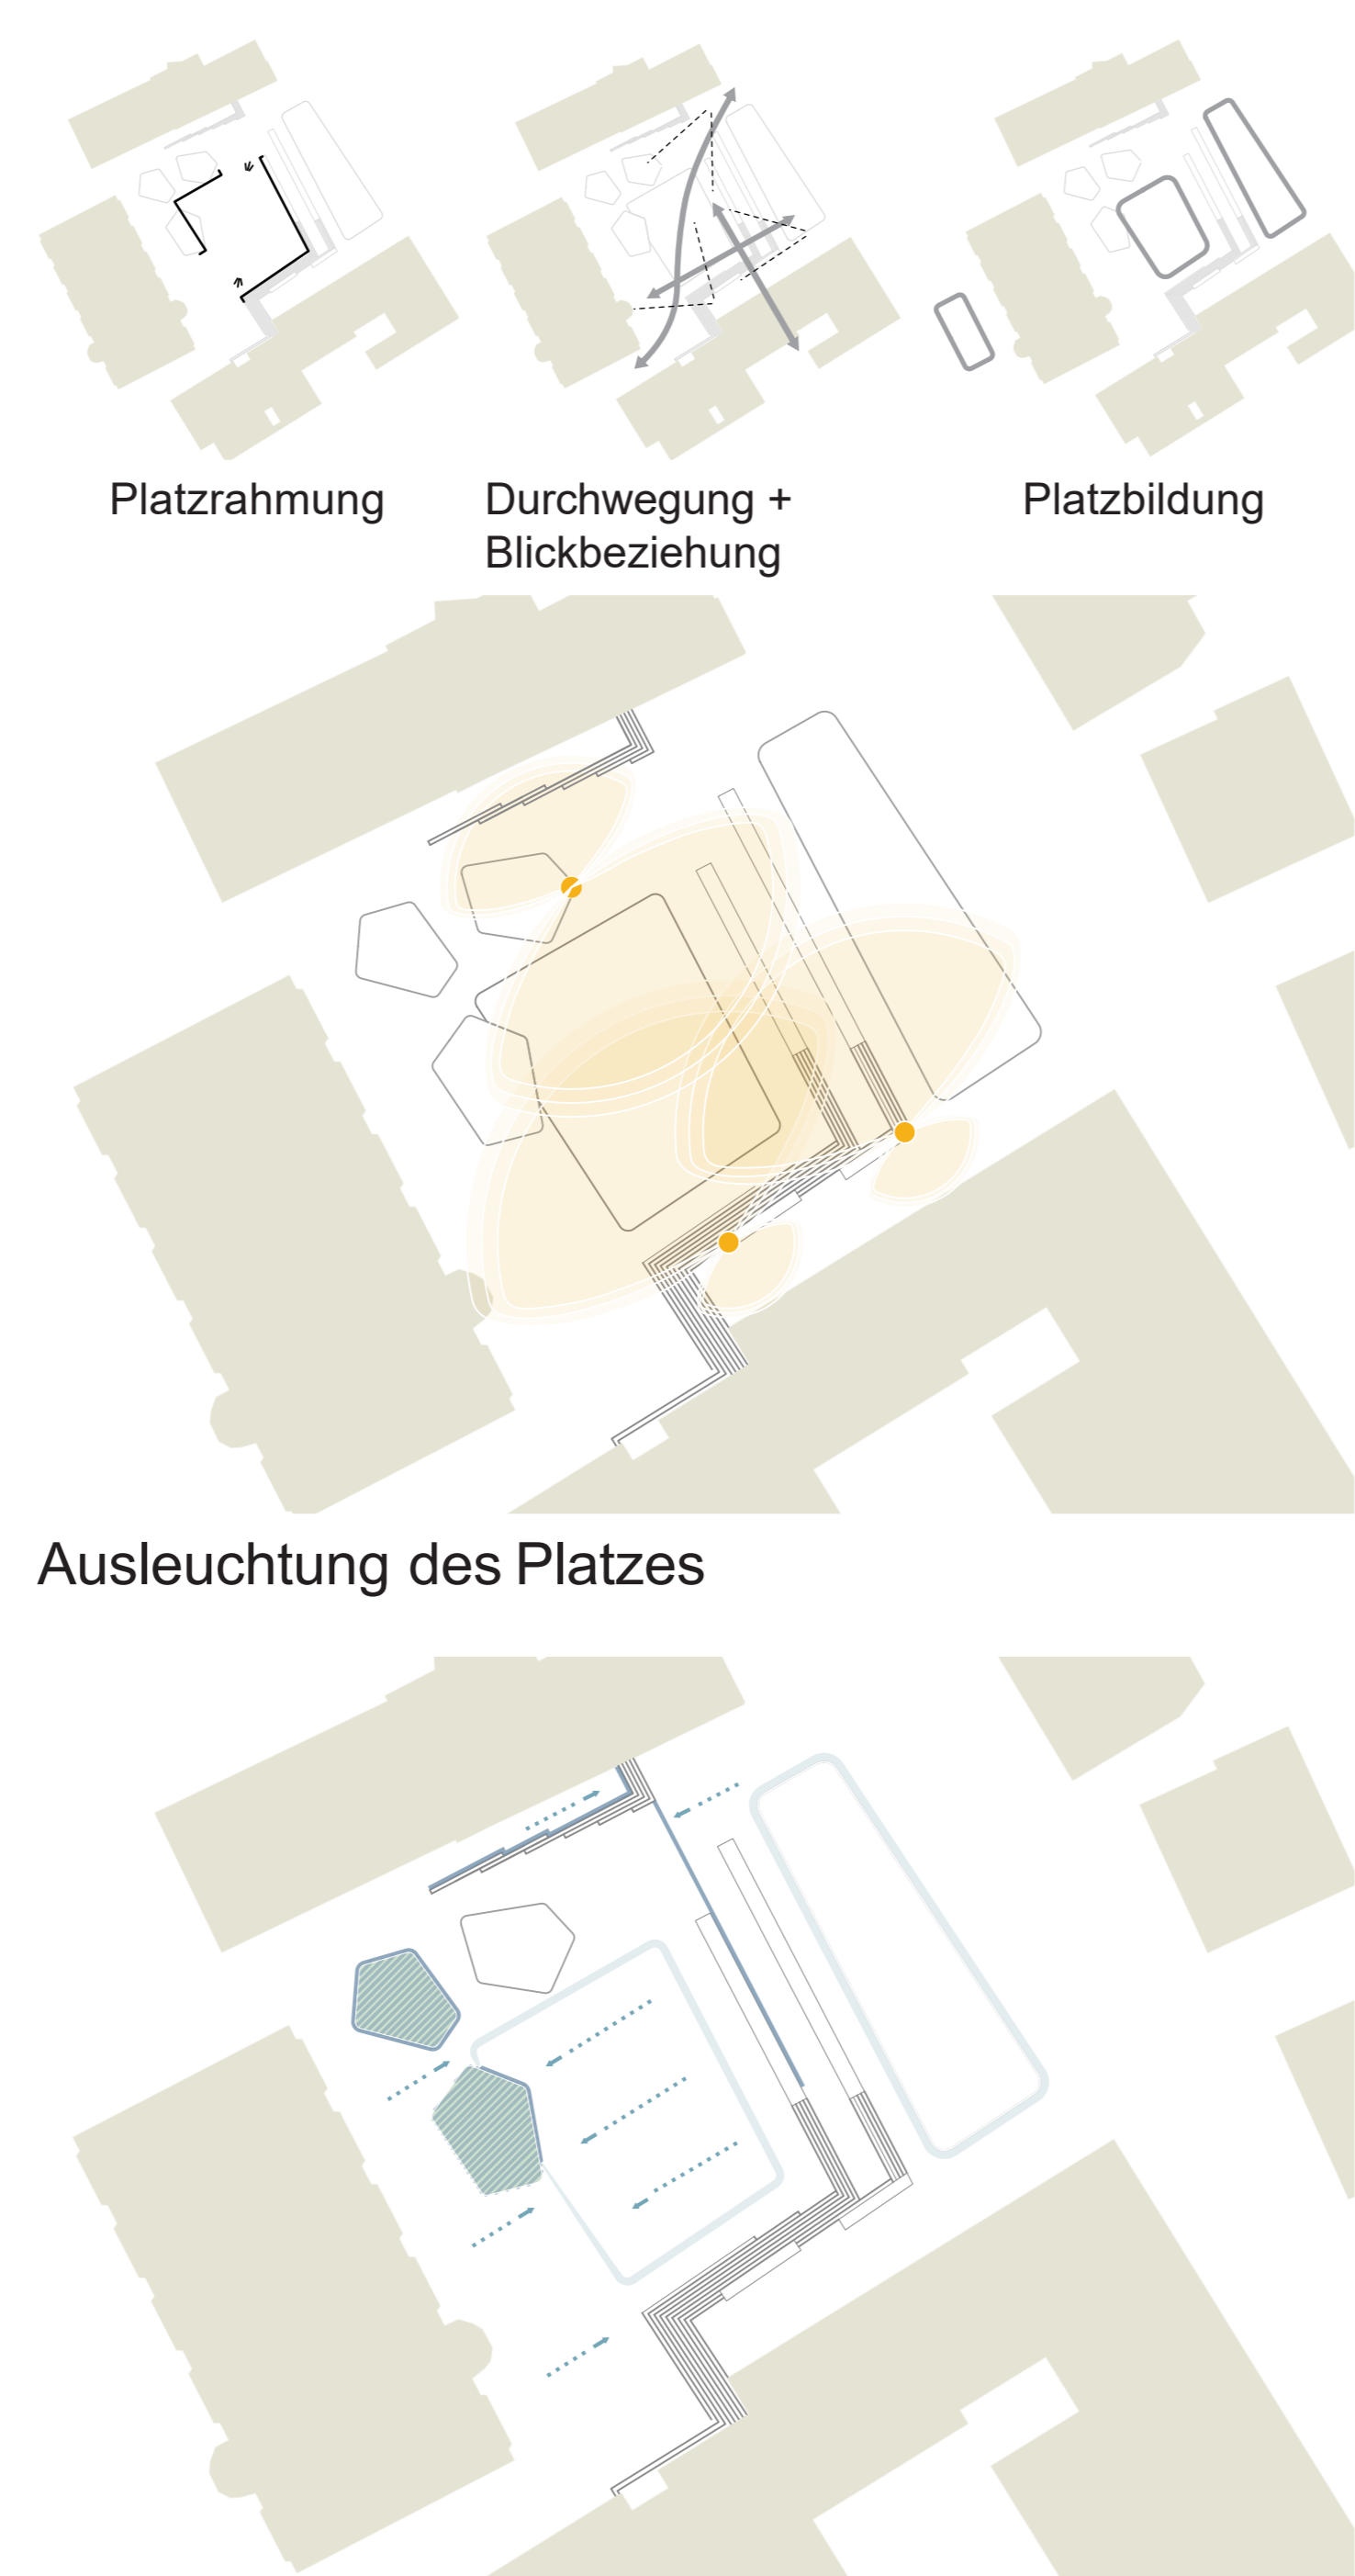 Platzrahmung
Durchwegung +
Blickbeziehung
Platzbildung
Ausleuchtung des Platzes